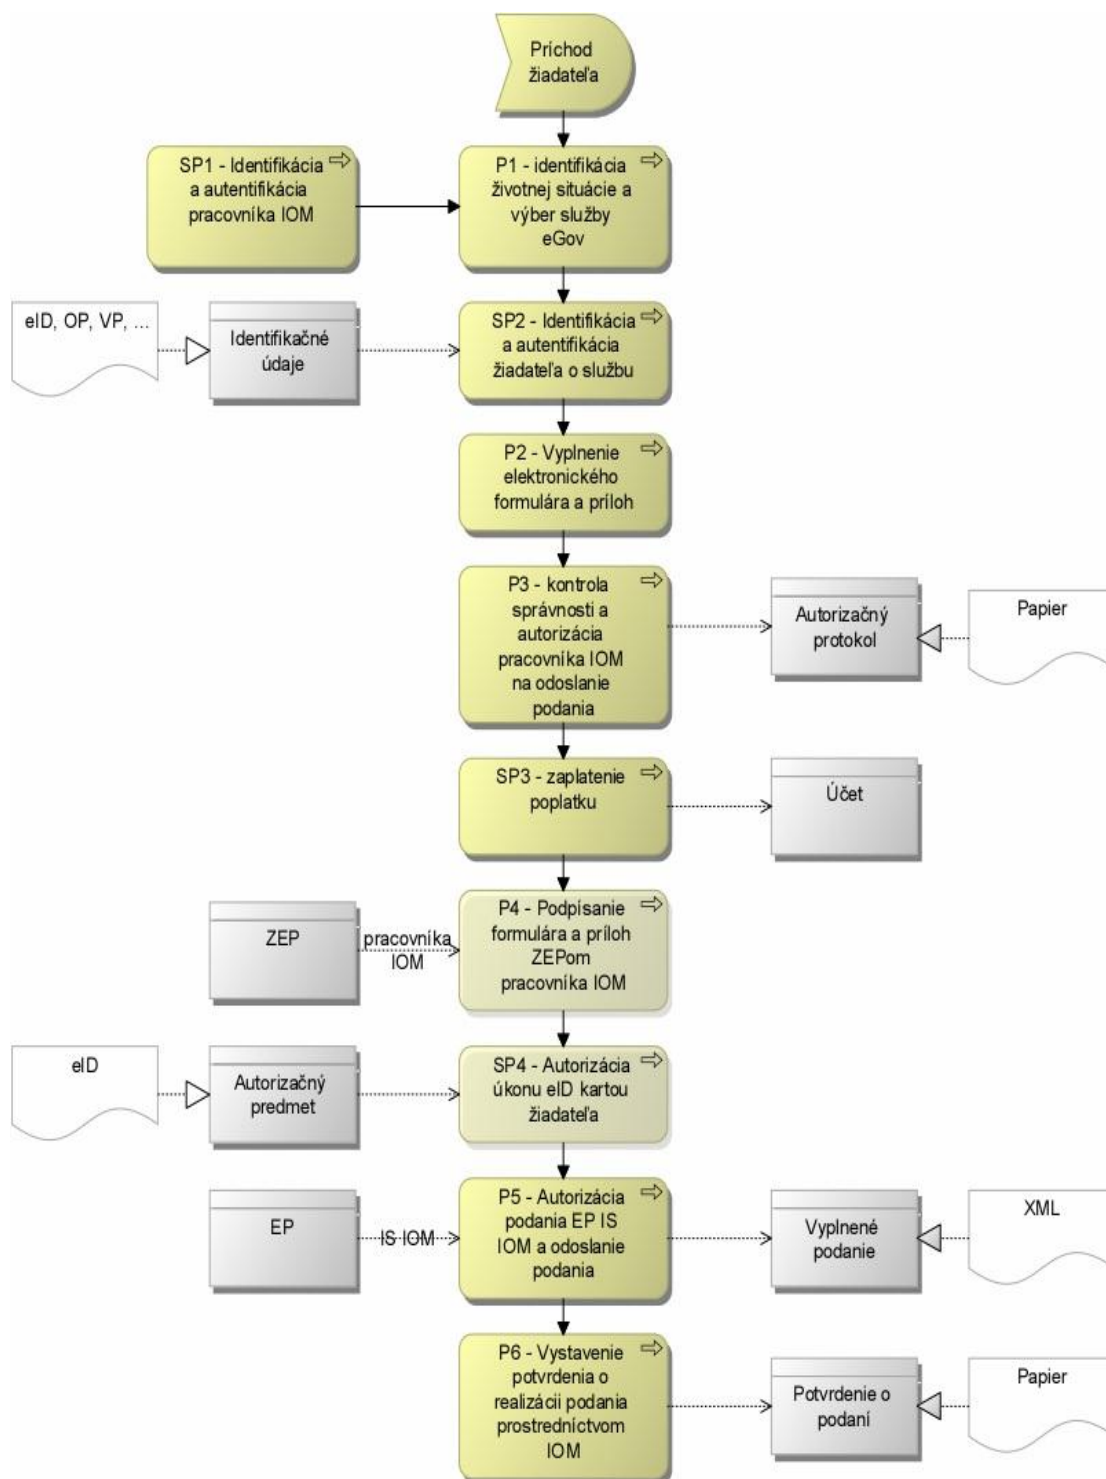 Príchod
žiadateľa
SP1 - Identifikácia
a autentifikácia
pracovníka IOM
P1 - identifikácia
životnej situácie a
výber služby
eGov
eID, OP, VP, ...
Identifikačné
údaje
SP2 - Identifikácia
a autentifikácia
žiadateľa o službu
P2 - Vyplnenie
elektronického
formulára a príloh
P3 - kontrola
správnosti a
autorizácia
pracovníka IOM
na odoslanie
podania
Autorizačný
protokol
Papier
SP3 - zaplatenie
poplatku
Účet
ZEP
pracovníka
IOM
P4 - Podpísanie
formulára a príloh
ZEPom
pracovníka IOM
eID
Autorizačný
predmet
SP4 - Autorizácia
úkonu eID kartou
žiadateľa
EP
IS IOM
P5 - Autorizácia
podania EP IS
IOM a odoslanie
podania
Vyplnené
podanie
XML
P6 - Vystavenie
potvrdenia o
realizácii podania
prostredníctvom
IOM
Potvrdenie o
podaní
Papier